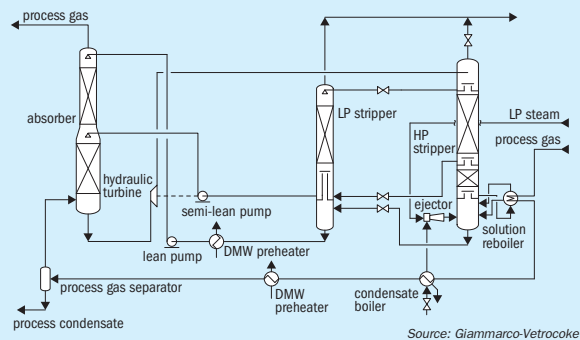 process gas
absorber
LP stripper
LP steam
process gas
HP
stripper
hydraulic
turbine
ejector
semi-lean pump
solution
reboiler
lean pump
DMW preheater
process gas separator
DMW
preheater
condensate
boiler
process condensate
Source: Giammarco-Vetrocoke